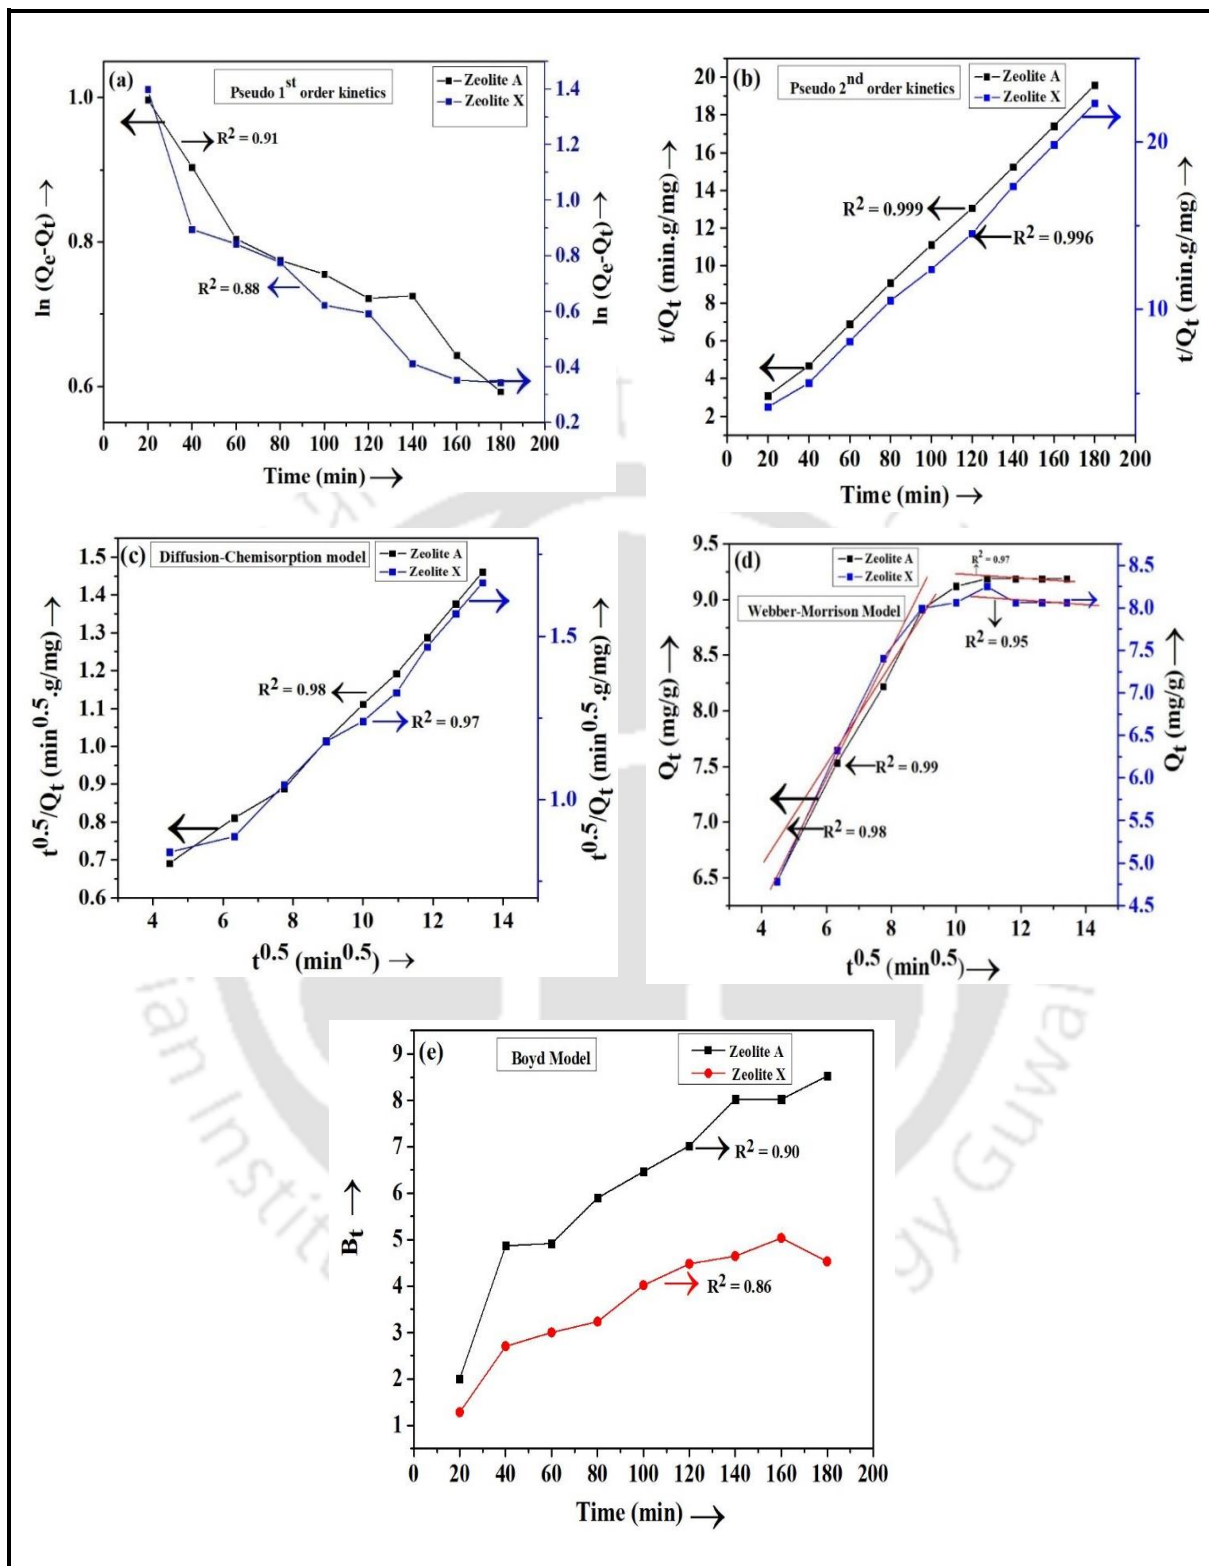 (a)
Pseudo 1st order kinetics
Zeolite A
Zeolite X
R2 = 0.91
R2 = 0.88
ln (Qe-Qt) →
1.0
0.8
0.6
1.4
1.2
1.0
0.8
0.6
0.4
0.2
ln (Qe-Qt) →
0 20 40 60 80 100 120 140 160 180 200
Time (min) →
(b)
Pseudo 2nd order kinetics
Zeolite A
Zeolite X
R2 = 0.999
R2 = 0.996
t/Qt (min.g/mg) →
20
19
18
17
16
15
14
13
12
11
10
9
8
7
6
5
4
3
2
20
10
t/Qt (min.g/mg) →
0 20 40 60 80 100 120 140 160 180 200
Time (min) →
(c)
Diffusion-Chemisorption model
Zeolite A
Zeolite X
R2 = 0.98
R2 = 0.97
t0.5/Qt (min0.5.g/mg) →
1.5
1.4
1.3
1.2
1.1
1.0
0.9
0.8
0.7
0.6
1.5
1.0
t0.5/Qt (min0.5.g/mg) →
4 6 8 10 12 14
t0.5 (min0.5) →
(d)
Zeolite A
Zeolite X
Webber-Morrison Model
R2 = 0.97
R2 = 0.95
R2 = 0.99
R2 = 0.98
Qt (mg/g) →
9.5
9.0
8.5
8.0
7.5
7.0
6.5
8.5
8.0
7.5
7.0
6.5
6.0
5.5
5.0
4.5
Qt (mg/g) →
4 6 8 10 12 14
t0.5 (min0.5) →
(e)
Boyd Model
Zeolite A
Zeolite X
R2 = 0.90
R2 = 0.86
Bt →
9
8
7
6
5
4
3
2
1
0 20 40 60 80 100 120 140 160 180 200
Time (min) →